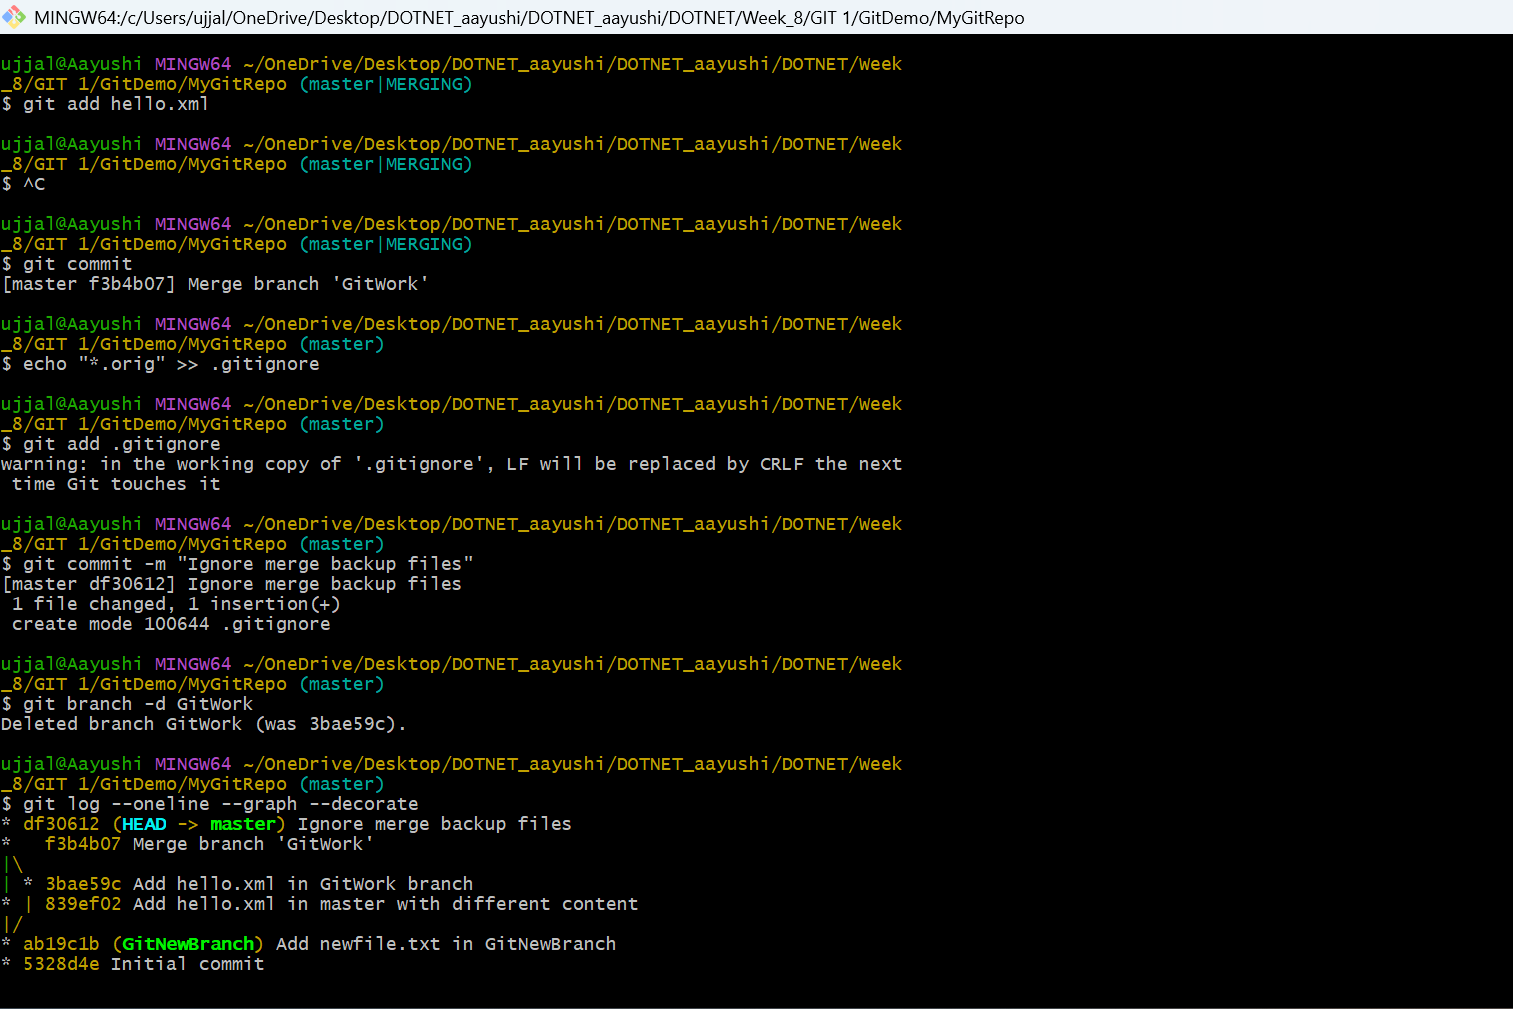 MINGW64:/c/Users/ujjal/OneDrive/Desktop/DOTNET_aayushi/DOTNET_aayushi/DOTNET/Week_8/GIT 1/GitDemo/MyGitRepo
ujjal@Aayushi MINGW64 ~/OneDrive/Desktop/DOTNET_aayushi/DOTNET_aayushi/DOTNET/Week
_8/GIT 1/GitDemo/MyGitRepo (master|MERGING)
$ git add hello.xml
ujjal@Aayushi MINGW64 ~/OneDrive/Desktop/DOTNET_aayushi/DOTNET_aayushi/DOTNET/Week
_8/GIT 1/GitDemo/MyGitRepo (master|MERGING)
$ ^C
ujjal@Aayushi MINGW64 ~/OneDrive/Desktop/DOTNET_aayushi/DOTNET_aayushi/DOTNET/Week
_8/GIT 1/GitDemo/MyGitRepo (master|MERGING)
$ git commit
[master f3b4b07] Merge branch 'GitWork'
ujjal@Aayushi MINGW64 ~/OneDrive/Desktop/DOTNET_aayushi/DOTNET_aayushi/DOTNET/Week
_8/GIT 1/GitDemo/MyGitRepo (master)
$ echo "*.orig" >> .gitignore
ujjal@Aayushi MINGW64 ~/OneDrive/Desktop/DOTNET_aayushi/DOTNET_aayushi/DOTNET/Week
_8/GIT 1/GitDemo/MyGitRepo (master)
$ git add .gitignore
warning: in the working copy of '.gitignore', LF will be replaced by CRLF the next
 time Git touches it
ujjal@Aayushi MINGW64 ~/OneDrive/Desktop/DOTNET_aayushi/DOTNET_aayushi/DOTNET/Week
_8/GIT 1/GitDemo/MyGitRepo (master)
$ git commit -m "Ignore merge backup files"
[master df30612] Ignore merge backup files
 1 file changed, 1 insertion(+)
 create mode 100644 .gitignore
ujjal@Aayushi MINGW64 ~/OneDrive/Desktop/DOTNET_aayushi/DOTNET_aayushi/DOTNET/Week
_8/GIT 1/GitDemo/MyGitRepo (master)
$ git branch -d GitWork
Deleted branch GitWork (was 3bae59c).
ujjal@Aayushi MINGW64 ~/OneDrive/Desktop/DOTNET_aayushi/DOTNET_aayushi/DOTNET/Week
_8/GIT 1/GitDemo/MyGitRepo (master)
$ git log --oneline --graph --decorate
* df30612 (HEAD -> master) Ignore merge backup files
*   f3b4b07 Merge branch 'GitWork'
|\
| * 3bae59c Add hello.xml in GitWork branch
* | 839ef02 Add hello.xml in master with different content
|/
* ab19c1b (GitNewBranch) Add newfile.txt in GitNewBranch
* 5328d4e Initial commit